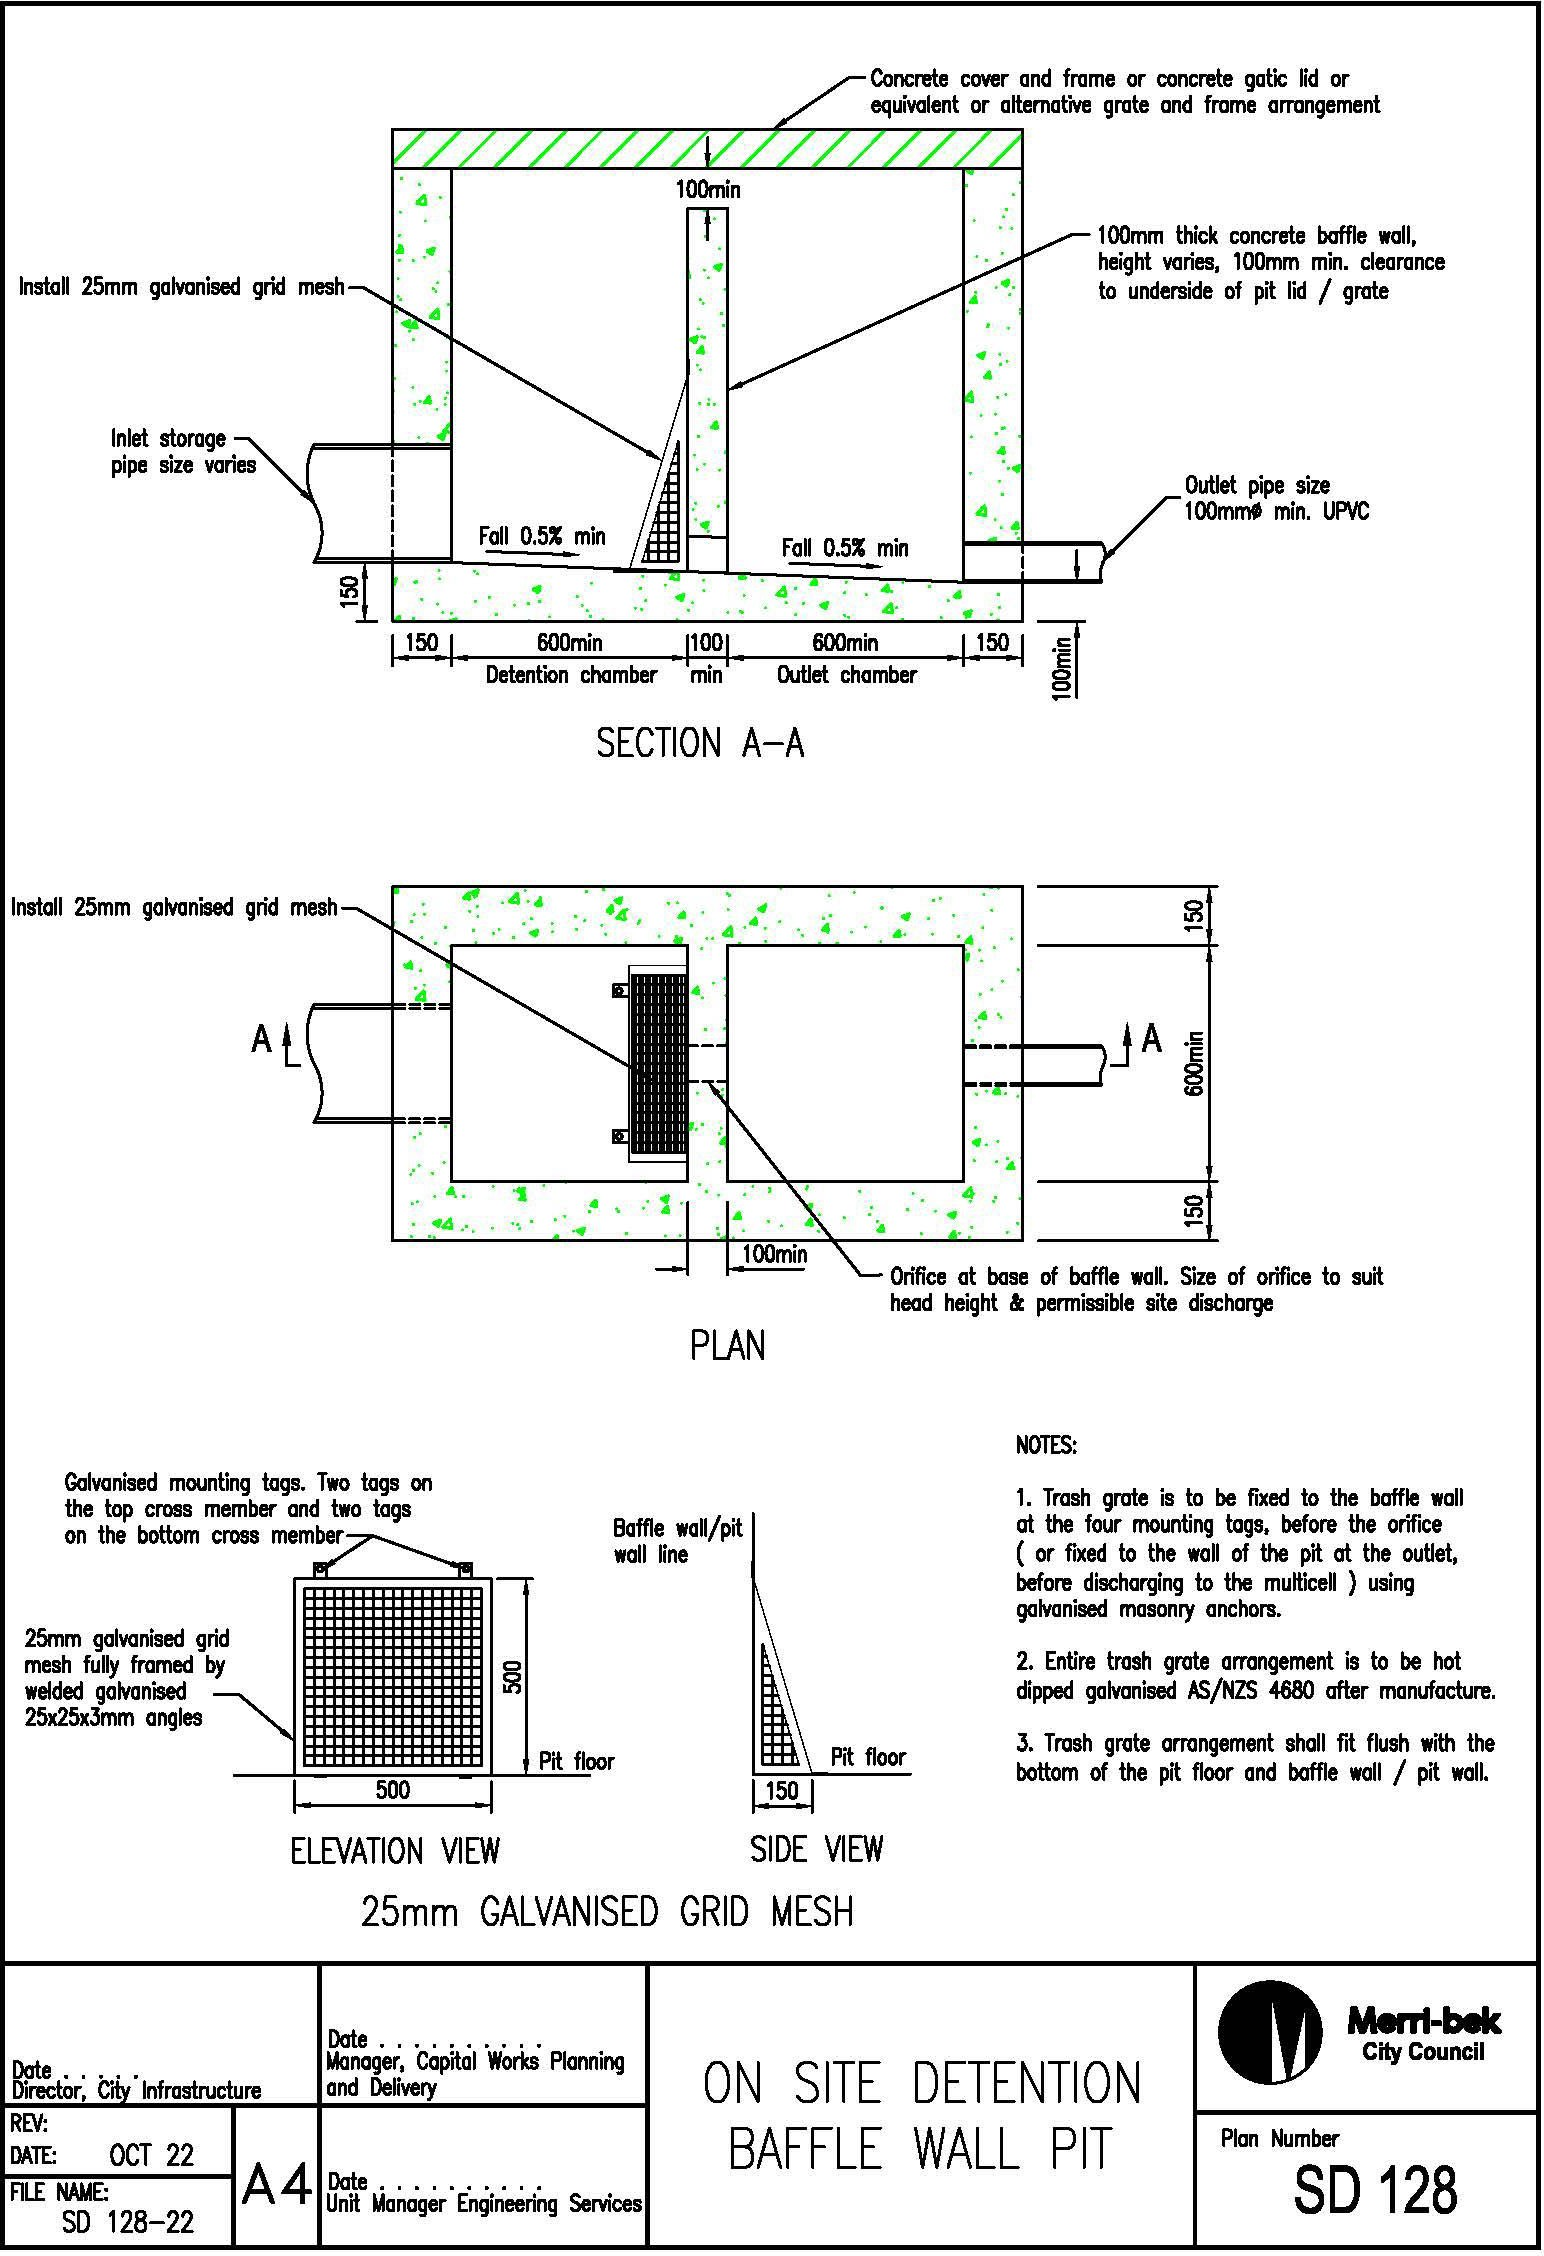 Concrete cover and frame or concrete gatic lid or
equivalent or alternative grate and frame arrangement
100min
100mm thick concrete baffle wall,
height varies, 100mm min. clearance
to underside of pit lid / grate
Install 25mm galvanised grid mesh
Inlet storage
pipe size varies
Outlet pipe size
100mmø min. UPVC
Fall 0.5% min
Fall 0.5% min
150
150
600min
100
600min
150
Detention chamber
min
Outlet chamber
100min
SECTION A-A
Install 25mm galvanised grid mesh
150
A
A
600min
150
100min
Orifice at base of baffle wall. Size of orifice to suit
head height & permissible site discharge
PLAN
Galvanised mounting tags. Two tags on
the top cross member and two tags
on the bottom cross member
25mm galvanised grid
mesh fully framed by
welded galvanised
25x25x3mm angles
500
Pit floor
500
ELEVATION VIEW
Baffle wall/pit
wall line
Pit floor
150
SIDE VIEW
25mm GALVANISED GRID MESH
NOTES:
1. Trash grate is to be fixed to the baffle wall
at the four mounting tags, before the orifice
( or fixed to the wall of the pit at the outlet,
before discharging to the multicell ) using
galvanised masonry anchors.
2. Entire trash grate arrangement is to be hot
dipped galvanised AS/NZS 4680 after manufacture.
3. Trash grate arrangement shall fit flush with the
bottom of the pit floor and baffle wall / pit wall.
Date . . . . . .
Director, City Infrastructure
Date . . . . . . . . . .
Manager, Capital Works Planning
and Delivery
REV:
DATE: OCT 22
FILE NAME:
SD 128-22
A4
Date . . . . . . . . . .
Unit Manager Engineering Services
ON SITE DETENTION
BAFFLE WALL PIT
Merri-bek
City Council
Plan Number
SD 128